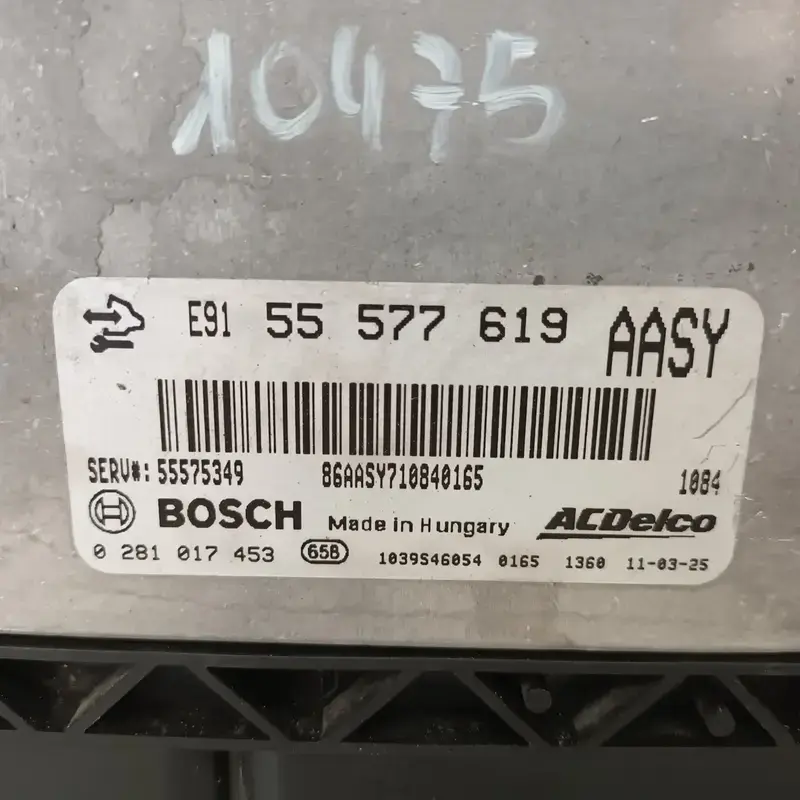 10475
E91 55 577 619 AASY
SERV#: 55575349 86AASY710840165 1084
BOSCH Made in Hungary ACDelco
0 281 017 453 65B 1039S46054 0165 1360 11-03-25